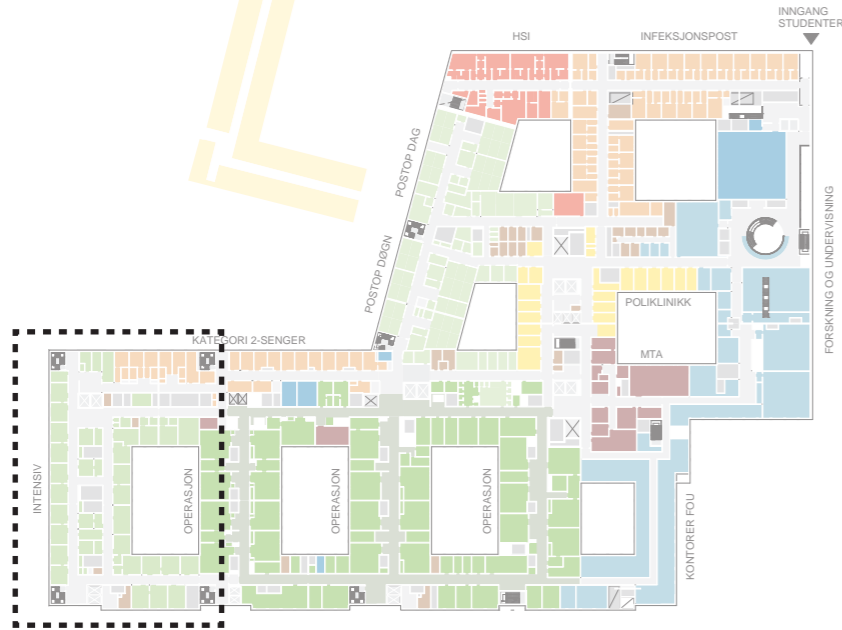 INNGANG
STUDENTER
HSI
INFEKSJONSPOST
POSTOP DAG
POSTOP DØGN
FORSKNING OG UNDERVISNING
POLIKLINIKK
MTA
KATEGORI 2-SENGER
INTENSIV
OPERASJON
OPERASJON
OPERASJON
KONTORER FOU